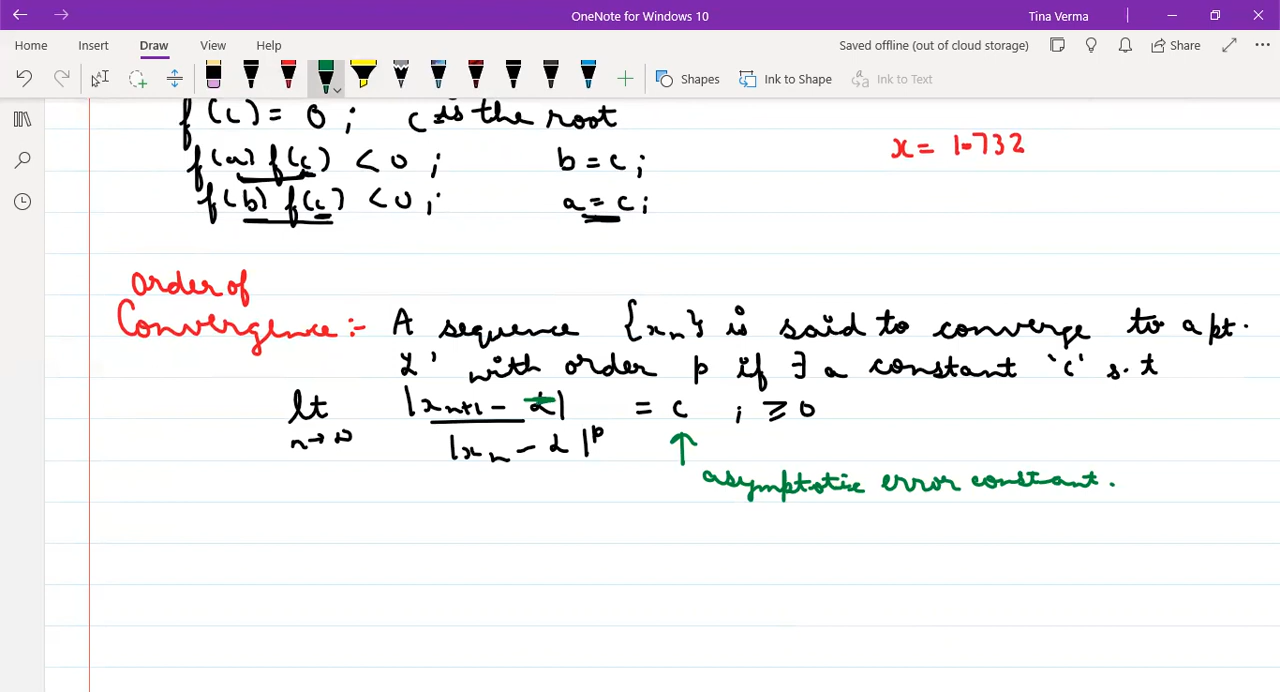 OneNote for Windows 10
Tina Verma
Home Insert Draw View Help
Saved offline (out of cloud storage)
Share
Shapes
Ink to Shape
Ink to Text
f(c) = 0 ; c is the root
f(a) f(c) < 0 ; b = c ;
f(b) f(c) < 0 ; a = c ;
x = 1.732
Order of
Convergence :- A sequence {xn} is said to converge to a pt.
'α' with order p if ∃ a constant 'c' s.t
lt n→∞ |xn+1 - α| / |xn - α|^p = c ; ≥ 0
asymptotic error constant.